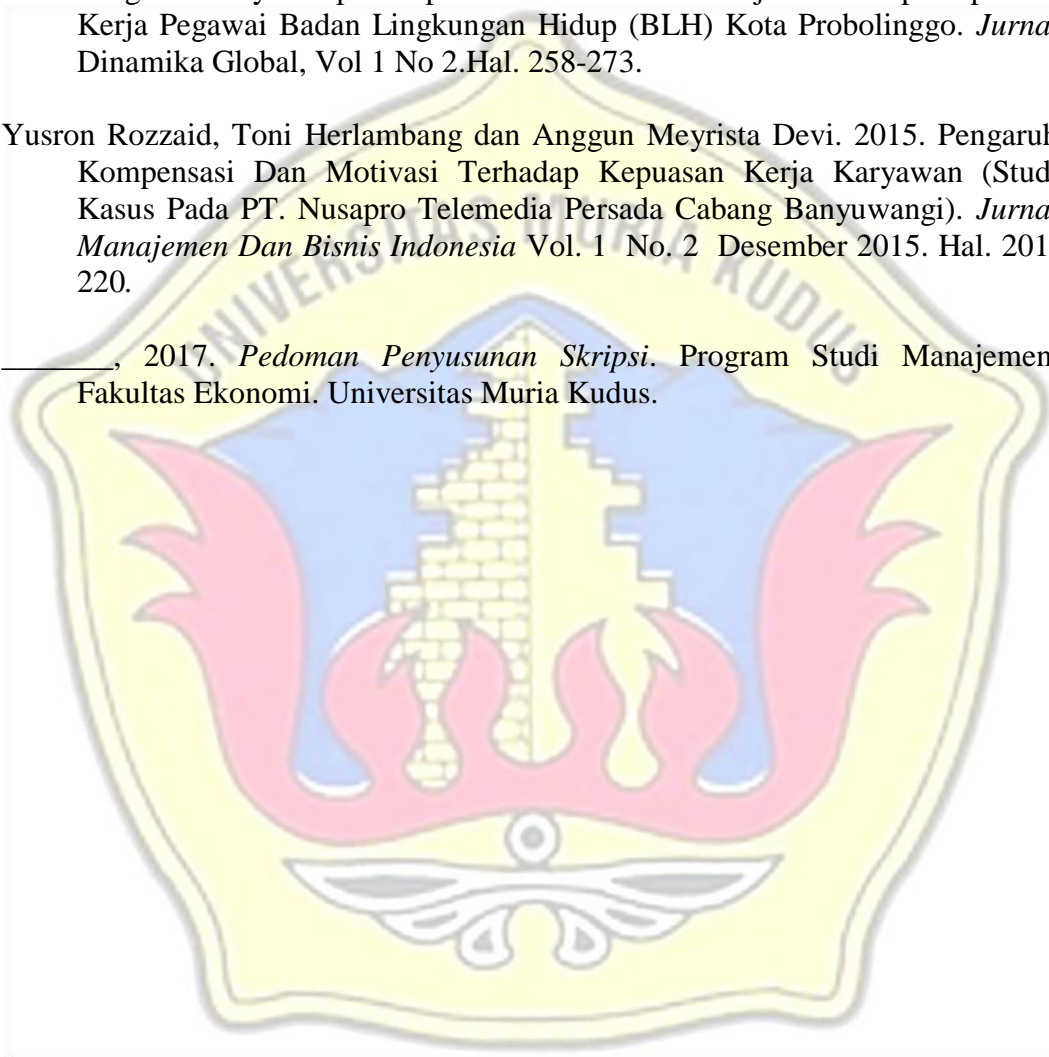 Kerja Pegawai Badan Lingkungan Hidup (BLH) Kota Probolinggo. Jurna
Dinamika Global, Vol 1 No 2.Hal. 258-273.
Yusron Rozzaid, Toni Herlambang dan Anggun Meyrista Devi. 2015. Pengaruh
Kompensasi Dan Motivasi Terhadap Kepuasan Kerja Karyawan (Stud
Kasus Pada PT. Nusapro Telemedia Persada Cabang Banyuwangi). Jurna
Manajemen Dan Bisnis Indonesia Vol. 1 No. 2 Desember 2015. Hal. 201
220.
_______, 2017. Pedoman Penyusunan Skripsi. Program Studi Manajemen
Fakultas Ekonomi. Universitas Muria Kudus.
UNIVERSITAS MURIA KUDUS